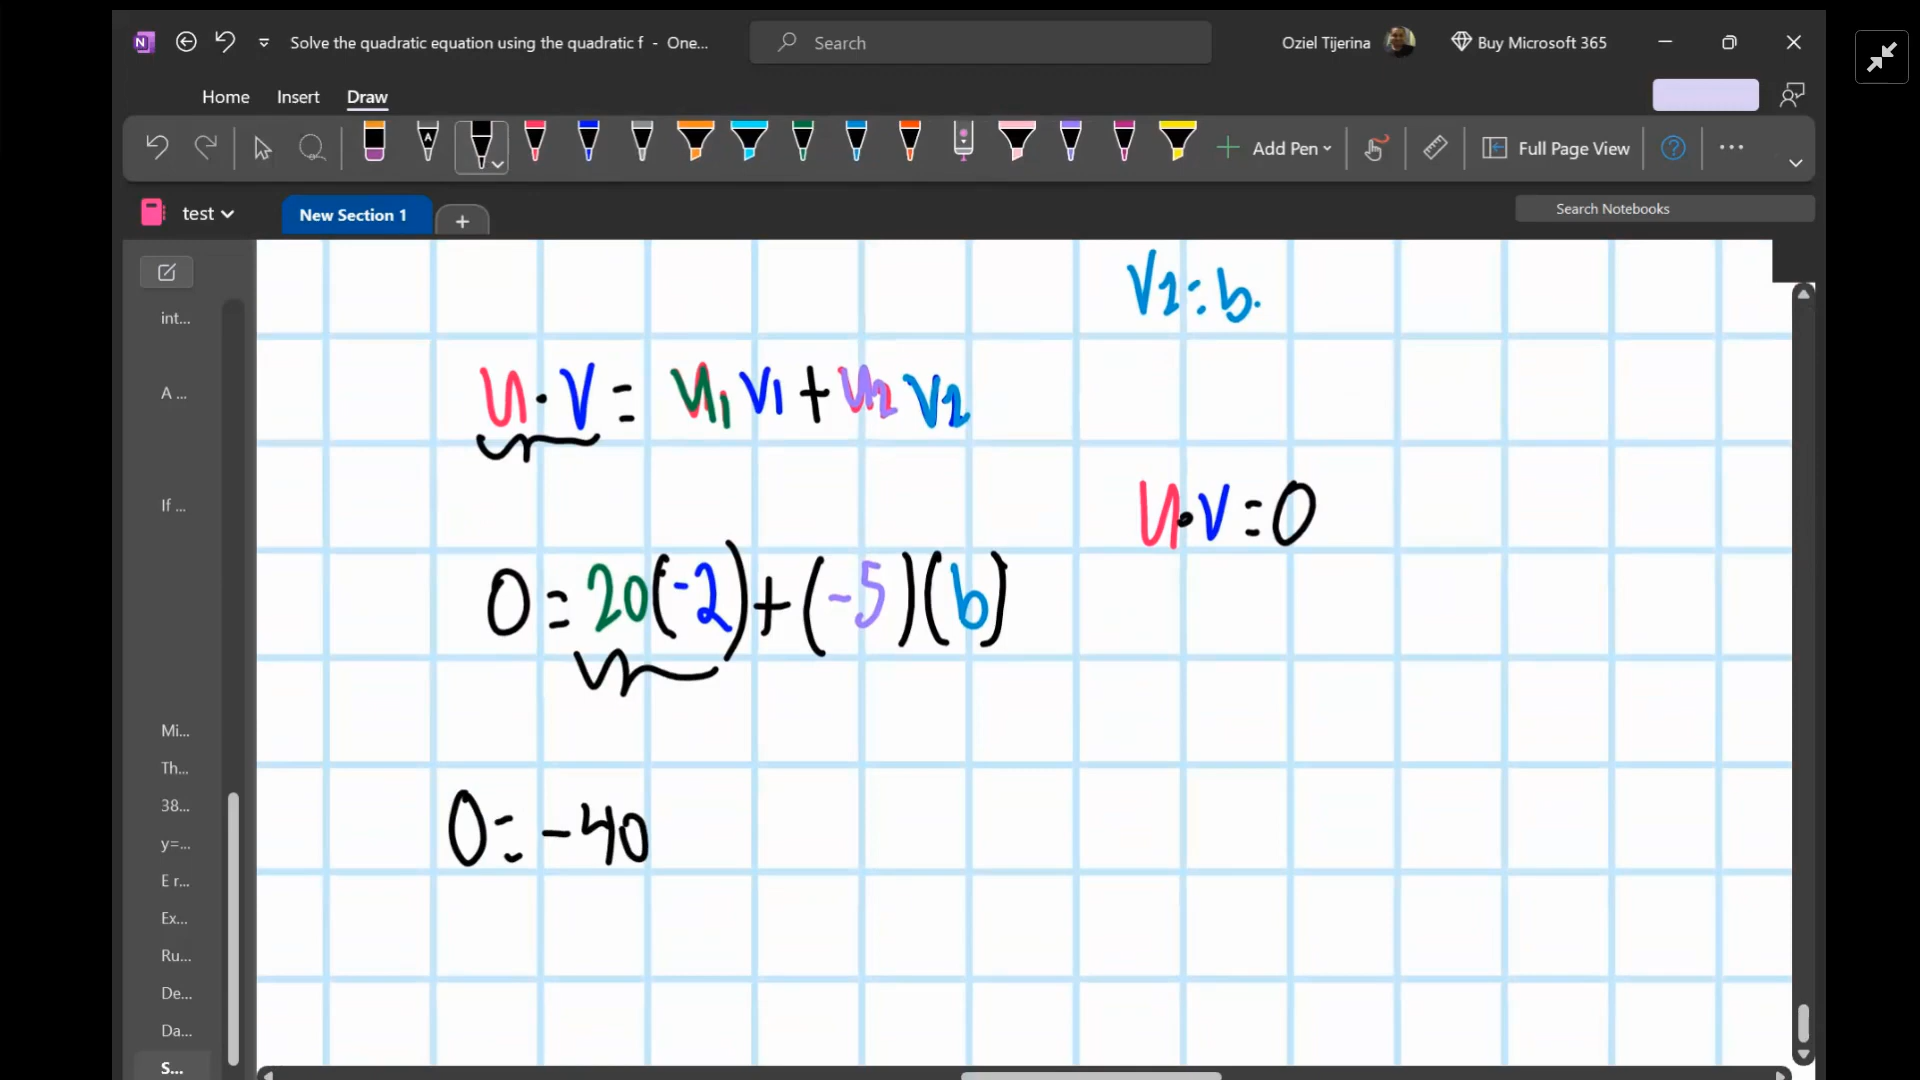 Solve the quadratic equation using the quadratic f - One...
Search
Oziel Tijerina
Buy Microsoft 365
Home Insert Draw
Add Pen
Full Page View
test
New Section 1
Search Notebooks
int...
A ...
If ...
Mi...
Th...
38...
y=...
E r...
Ex...
Ru...
De...
Da...
S...
V2=b.
u·v= u1v1+u2v2
u·v=0
0=20(-2)+(-5)(b)
0=-40